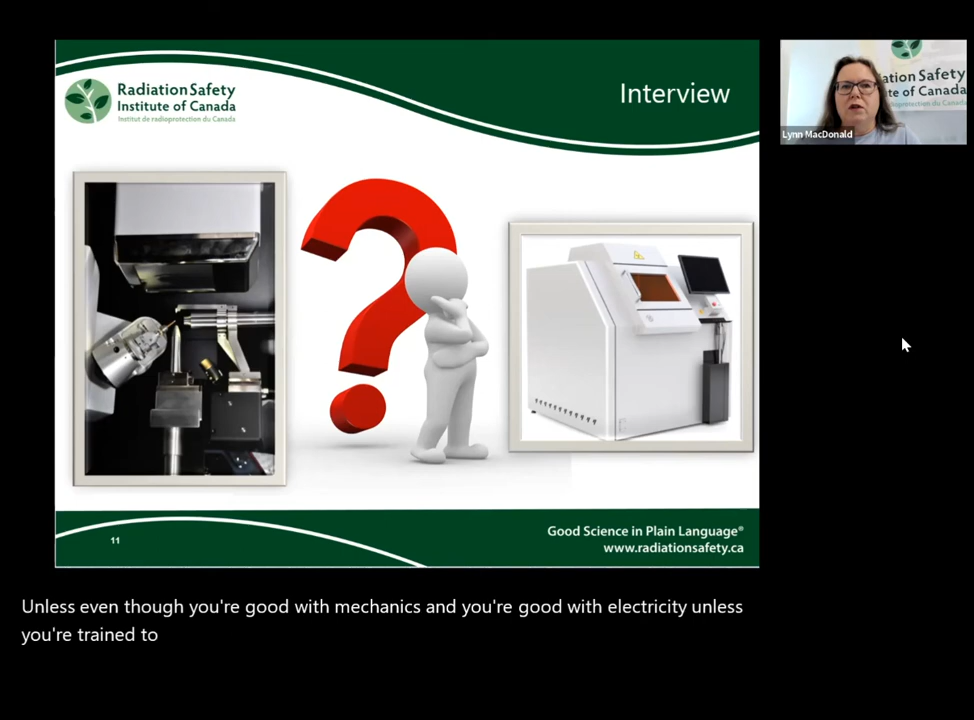 Radiation Safety
Institute of Canada
Institut de radioprotection du Canada
Interview
ation Safety
te of Canada
Lynn MacDonald
11
Good Science in Plain Language®
www.radiationsafety.ca
Unless even though you're good with mechanics and you're good with electricity unless
you're trained to